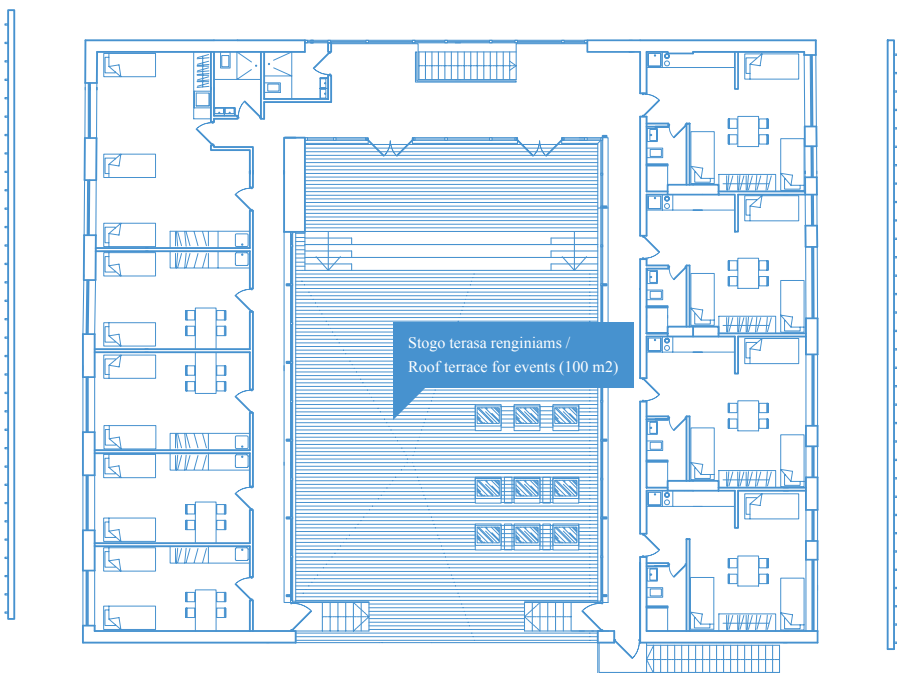 Stogo terasa renginiams /
Roof terrace for events (100 m2)